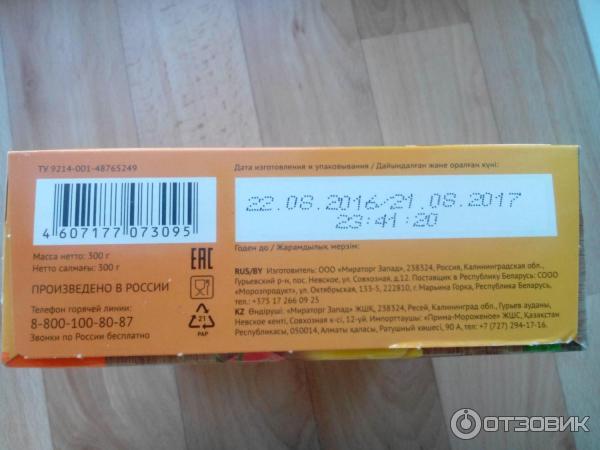 ТУ 9214-001-48765249
4 607177 073095
Масса нетто: 300 г
Нетто салмағы: 300 г
ПРОИЗВЕДЕНО В РОССИИ
Телефон горячей линии:
8-800-100-80-87
Звонки по России бесплатно
EAC
21
PAP
Дата изготовления и упаковывания / Дайындалған және оралған күні:
22.08.2016/21.08.2017
23:41:20
Годен до / Жарамдылық мерзім:
RUS/BY Изготовитель: ООО «Мираторг Запад», 238324, Россия, Калининградская обл.,
Гурьевский р-н, пос. Невское, ул. Совхозная, д.12. Поставщик в Республику Беларусь: СООО
«Морозпродукт», ул. Октябрьская, 133-5, 222810, г. Марьина Горка, Республика Беларусь,
тел.: +375 17 266 09 25
KZ Өндіруші: «Мираторг Запад» ЖШҚ, 238324, Ресей, Калининград обл., Гурьев ауданы,
Невское кенті, Совхозная к-сі, 12-уй. Импорттаушы: «Прима-Мороженое» ЖШС, Қазақстан
Республикасы, 050014, Алматы қаласы, Ратушный көшесі, 90 А, тел: +7 (727) 294-17-16.
ОТЗОВИК